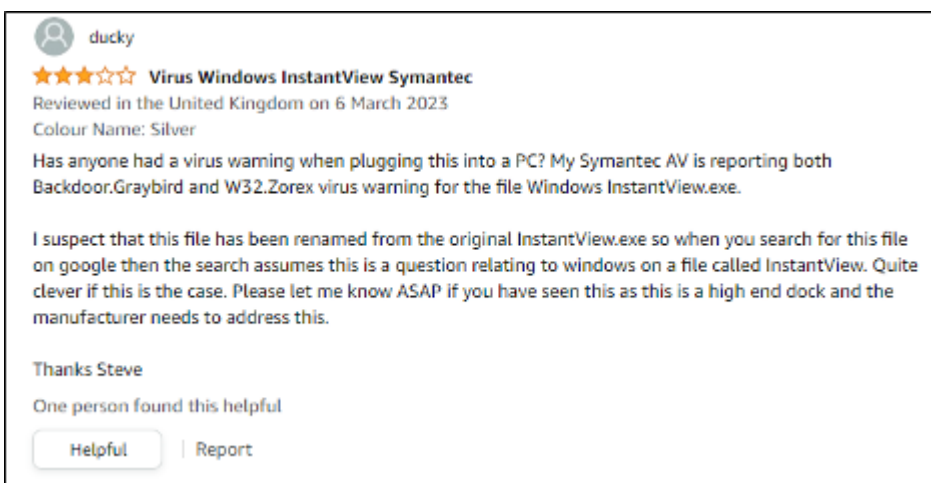 ducky
Virus Windows InstantView Symantec
Reviewed in the United Kingdom on 6 March 2023
Colour Name: Silver
Has anyone had a virus warning when plugging this into a PC? My Symantec AV is reporting both
Backdoor.Graybird and W32.Zorex virus warning for the file Windows InstantView.exe.
I suspect that this file has been renamed from the original InstantView.exe so when you search for this file
on google then the search assumes this is a question relating to windows on a file called InstantView. Quite
clever if this is the case. Please let me know ASAP if you have seen this as this is a high end dock and the
manufacturer needs to address this.
Thanks Steve
One person found this helpful
Helpful | Report